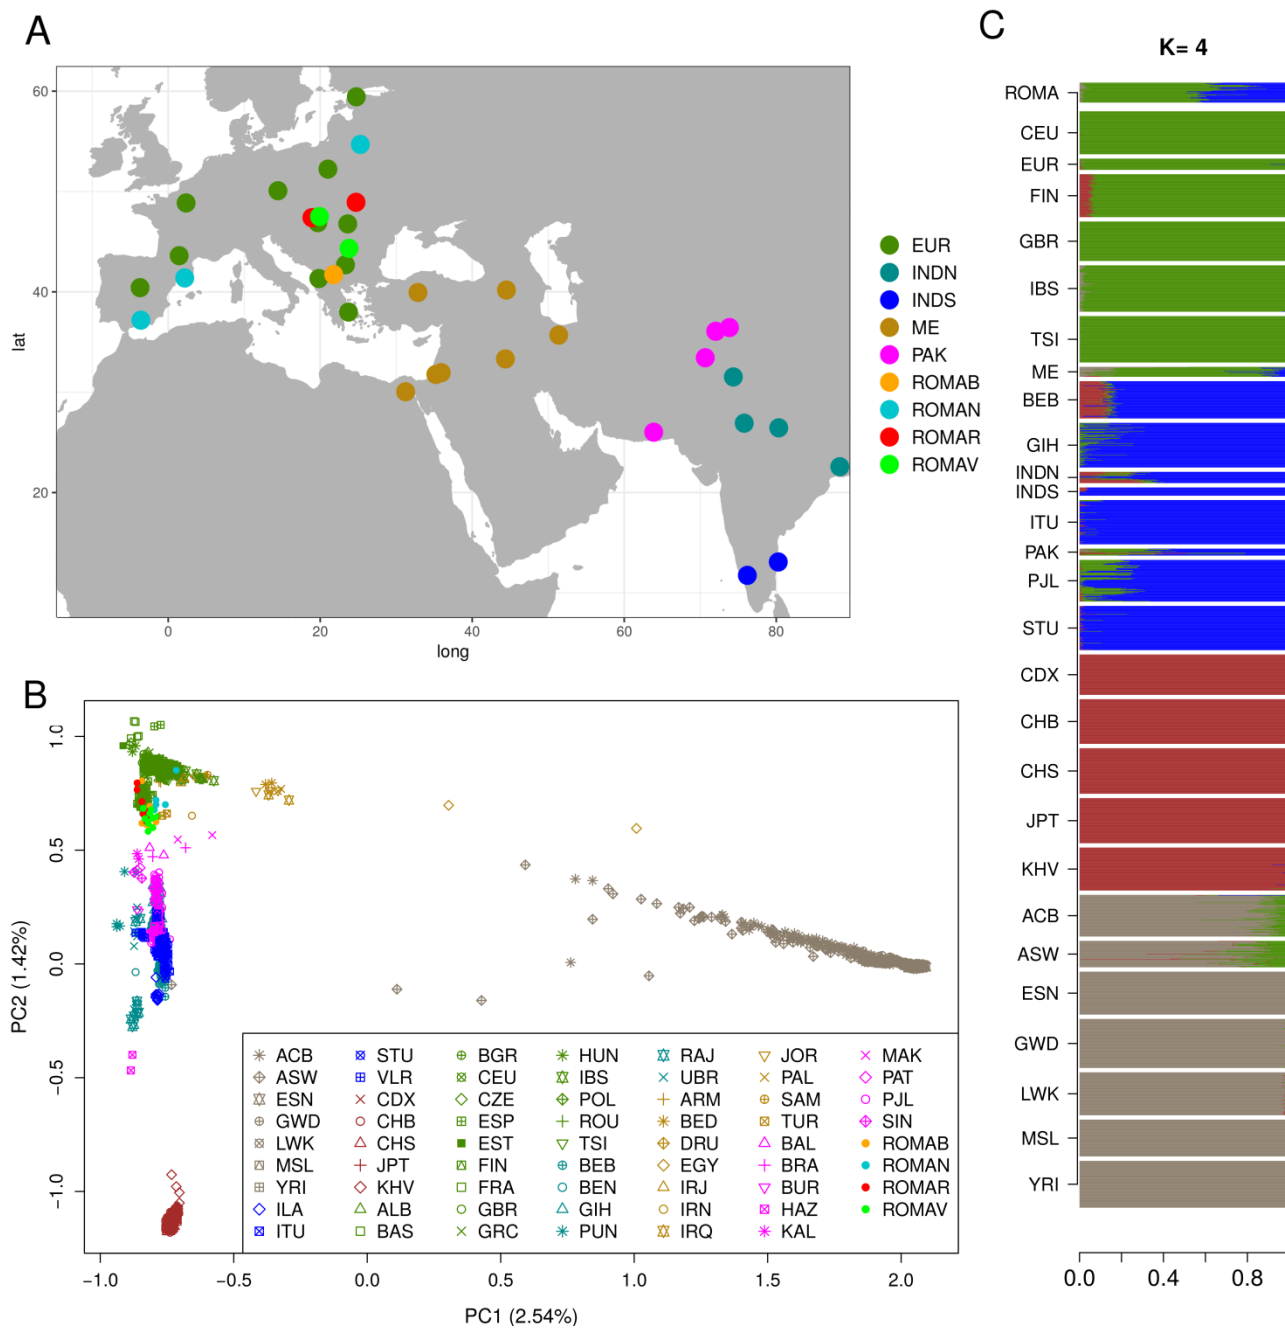 A
60
40
20
lat
0
20
40
60
80
long
EUR
INDN
INDS
ME
PAK
ROMAB
ROMAN
ROMAR
ROMAV
B
1.0
0.5
0.0
−0.5
−1.0
PC2 (1.42%)
ACB
ASW
ESN
GWD
LWK
MSL
YRI
ILA
ITU
STU
VLR
CDX
CHB
CHS
JPT
KHV
ALB
BAS
BGR
CEU
CZE
ESP
EST
FIN
FRA
GBR
GRC
HUN
IBS
POL
ROU
TSI
BEB
BEN
GIH
PUN
RAJ
UBR
ARM
BED
DRU
EGY
IRJ
IRN
IRQ
JOR
PAL
SAM
TUR
BAL
BRA
BUR
HAZ
KAL
MAK
PAT
PJL
SIN
ROMAB
ROMAN
ROMAR
ROMAV
−1.0
−0.5
0.0
0.5
1.0
1.5
2.0
PC1 (2.54%)
C
K= 4
ROMA
CEU
EUR
FIN
GBR
IBS
TSI
ME
BEB
GIH
INDN
INDS
ITU
PAK
PJL
STU
CDX
CHB
CHS
JPT
KHV
ACB
ASW
ESN
GWD
LWK
MSL
YRI
0.0
0.4
0.8